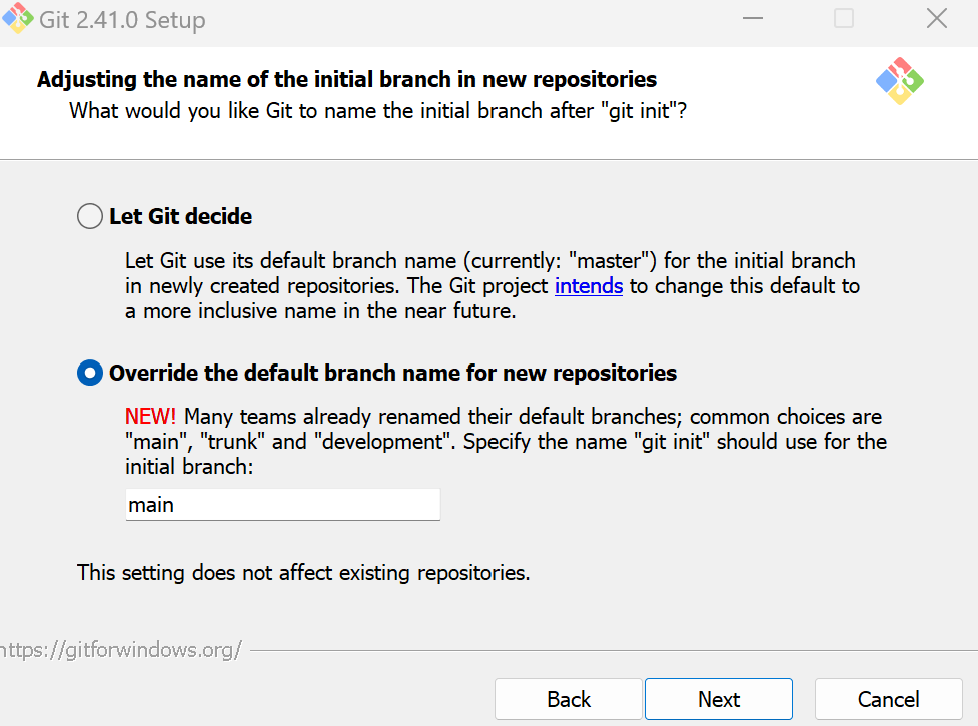 Git 2.41.0 Setup
Adjusting the name of the initial branch in new repositories
What would you like Git to name the initial branch after "git init"?
Let Git decide
Let Git use its default branch name (currently: "master") for the initial branch
in newly created repositories. The Git project intends to change this default to
a more inclusive name in the near future.
Override the default branch name for new repositories
NEW! Many teams already renamed their default branches; common choices are
"main", "trunk" and "development". Specify the name "git init" should use for the
initial branch:
main
This setting does not affect existing repositories.
https://gitforwindows.org/
Back Next Cancel